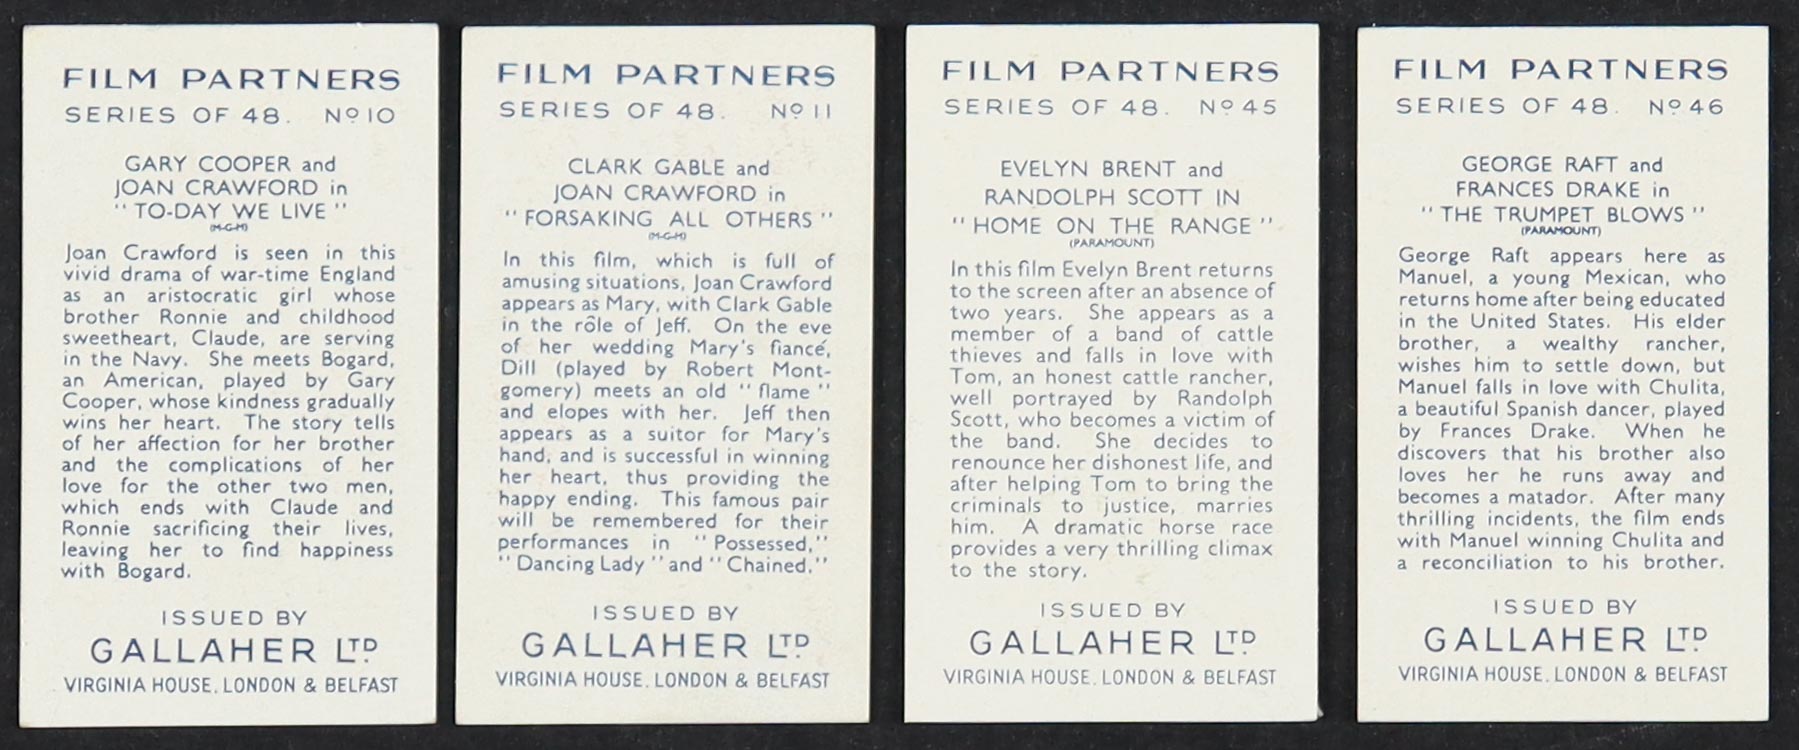 FILM PARTNERS
SERIES OF 48. Nº 10
GARY COOPER and
JOAN CRAWFORD in
"TO-DAY WE LIVE"
(M-G-M)
Joan Crawford is seen in this
vivid drama of war-time England
as an aristocratic girl whose
brother Ronnie and childhood
sweetheart, Claude, are serving
in the Navy. She meets Bogard,
an American, played by Gary
Cooper, whose kindness gradually
wins her heart. The story tells
of her affection for her brother
and the complications of her
love for the other two men,
which ends with Claude and
Ronnie sacrificing their lives,
leaving her to find happiness
with Bogard.
ISSUED BY
GALLAHER LTD.
VIRGINIA HOUSE. LONDON & BELFAST
FILM PARTNERS
SERIES OF 48. Nº 11
CLARK GABLE and
JOAN CRAWFORD in
"FORSAKING ALL OTHERS"
(M-G-M)
In this film, which is full of
amusing situations, Joan Crawford
appears as Mary, with Clark Gable
in the rôle of Jeff. On the eve
of her wedding Mary's fiancé,
Dill (played by Robert Mont-
gomery) meets an old "flame"
and elopes with her. Jeff then
appears as a suitor for Mary's
hand, and is successful in winning
her heart, thus providing the
happy ending. This famous pair
will be remembered for their
performances in "Possessed,"
"Dancing Lady" and "Chained."
ISSUED BY
GALLAHER LTD.
VIRGINIA HOUSE. LONDON & BELFAST
FILM PARTNERS
SERIES OF 48. Nº 45
EVELYN BRENT and
RANDOLPH SCOTT IN
"HOME ON THE RANGE"
(PARAMOUNT)
In this film Evelyn Brent returns
to the screen after an absence of
two years. She appears as a
member of a band of cattle
thieves and falls in love with
Tom, an honest cattle rancher,
well portrayed by Randolph
Scott, who becomes a victim of
the band. She decides to
renounce her dishonest life, and
after helping Tom to bring the
criminals to justice, marries
him. A dramatic horse race
provides a very thrilling climax
to the story.
ISSUED BY
GALLAHER LTD.
VIRGINIA HOUSE. LONDON & BELFAST
FILM PARTNERS
SERIES OF 48. Nº 46
GEORGE RAFT and
FRANCES DRAKE in
"THE TRUMPET BLOWS"
(PARAMOUNT)
George Raft appears here as
Manuel, a young Mexican, who
returns home after being educated
in the United States. His elder
brother, a wealthy rancher,
wishes him to settle down, but
Manuel falls in love with Chulita,
a beautiful Spanish dancer, played
by Frances Drake. When he
discovers that his brother also
loves her he runs away and
becomes a matador. After many
thrilling incidents, the film ends
with Manuel winning Chulita and
a reconciliation to his brother.
ISSUED BY
GALLAHER LTD.
VIRGINIA HOUSE. LONDON & BELFAST